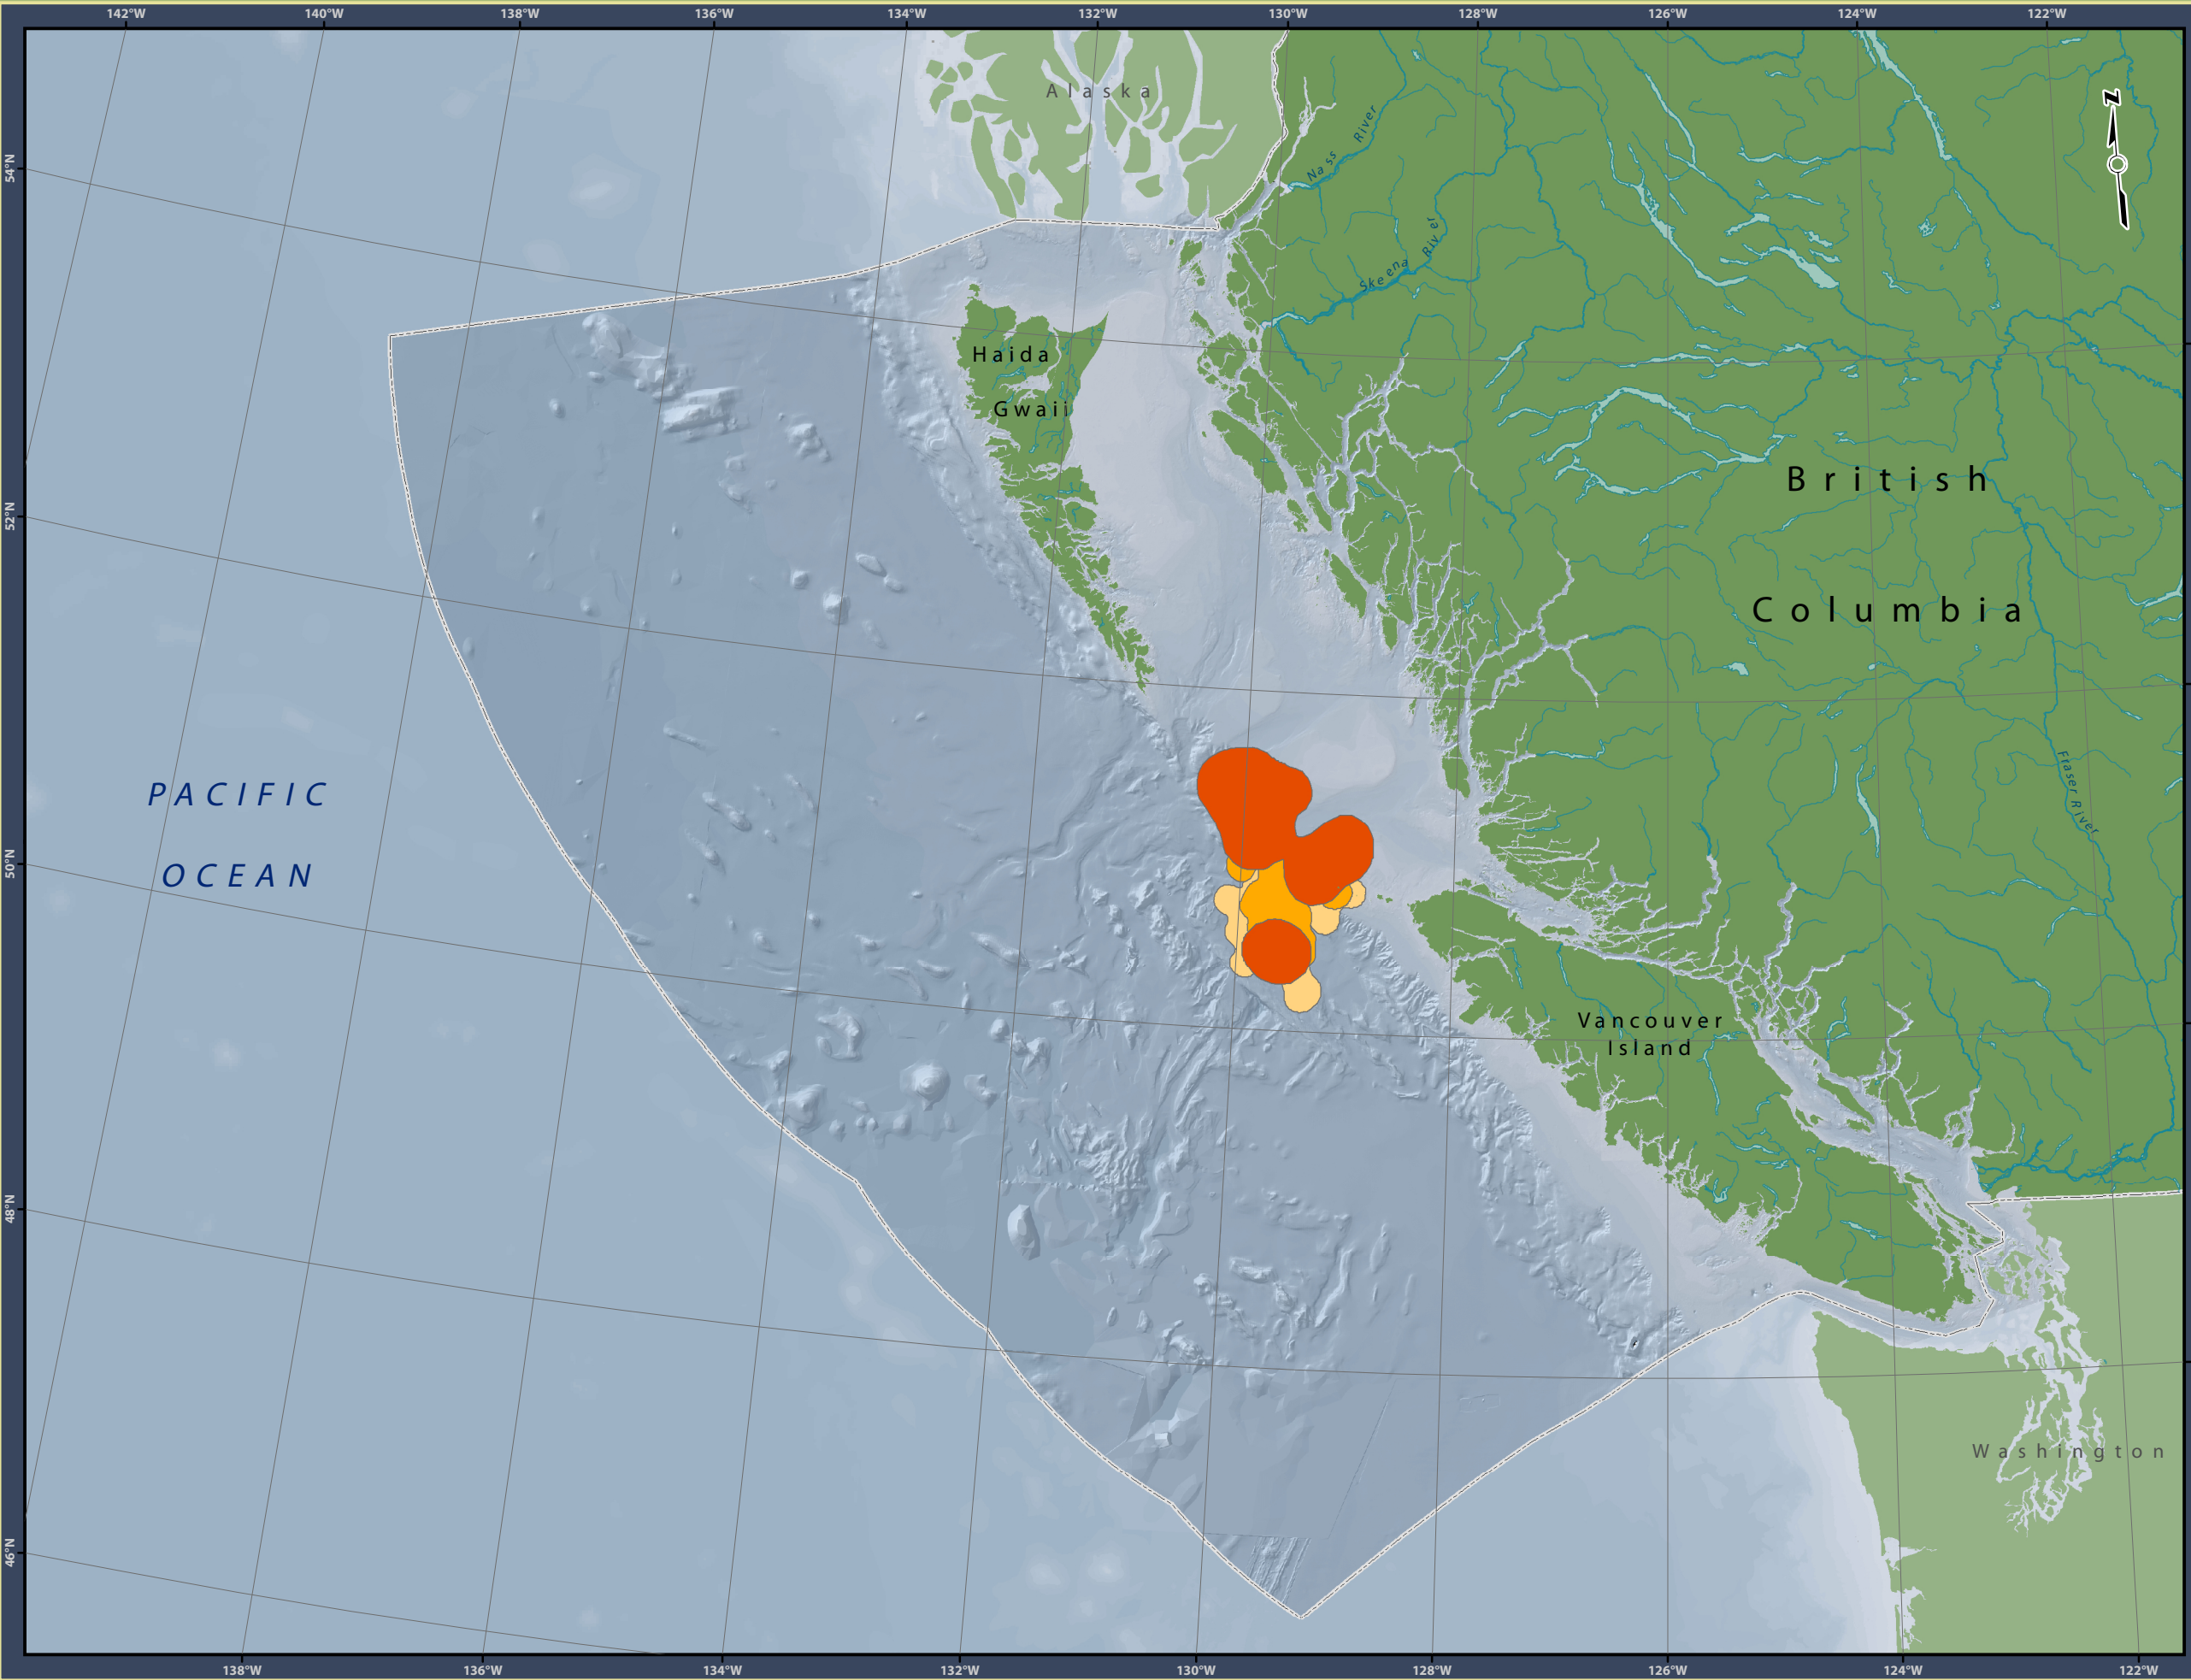 142°W 140°W 138°W 136°W 134°W 132°W 130°W 128°W 126°W 124°W 122°W
Alaska
N
Nass River
54°N
Skeena River
Haida
Gwaii
British
52°N
Columbia
Fraser River
PACIFIC
OCEAN
50°N
Vancouver
Island
48°N
Washington
46°N
138°W 136°W 134°W 132°W 130°W 128°W 126°W 124°W 122°W